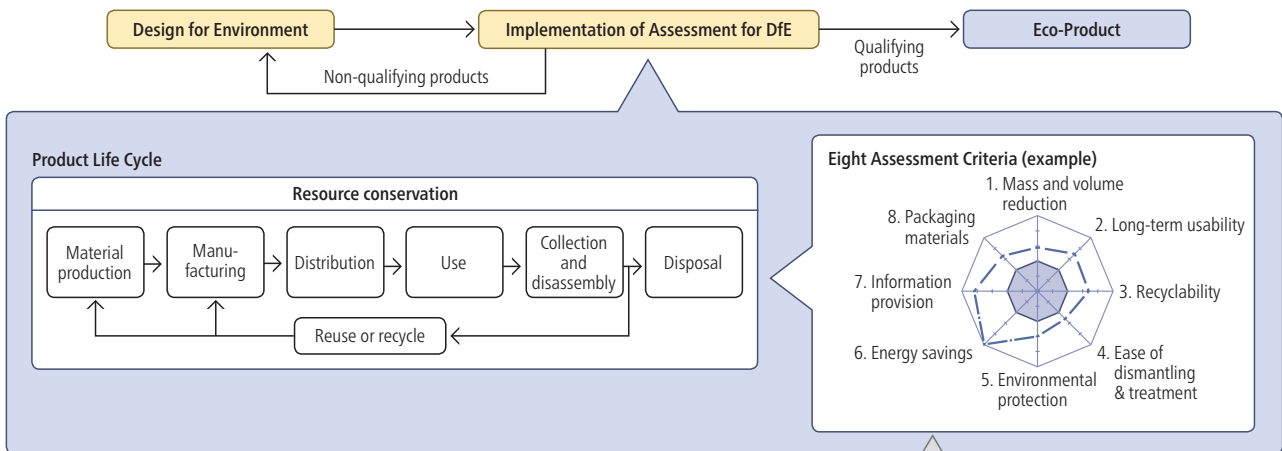 Design for Environment
Implementation of Assessment for DfE
Eco-Product
Non-qualifying products
Qualifying
products
Product Life Cycle
Resource conservation
Material
production
Manu-
facturing
Distribution
Use
Collection
and
disassembly
Disposal
Reuse or recycle
Eight Assessment Criteria (example)
1. Mass and volume
reduction
2. Long-term usability
3. Recyclability
4. Ease of
dismantling
& treatment
5. Environmental
protection
6. Energy savings
7. Information
provision
8. Packaging
materials